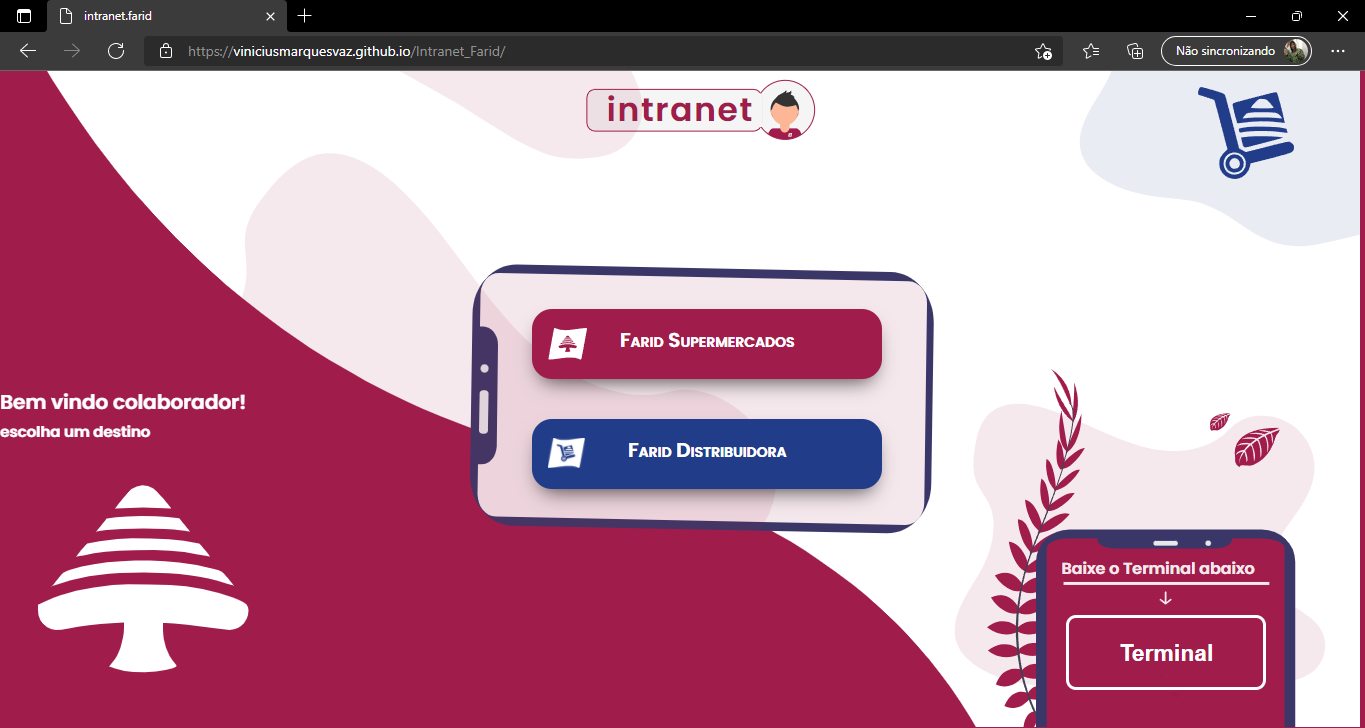 intranet.farid
https://viniciusmarquesvaz.github.io/Intranet_Farid/
Não sincronizando
intranet
Farid Supermercados
Bem vindo colaborador!
escolha um destino
Farid Distribuidora
Baixe o Terminal abaixo
Terminal